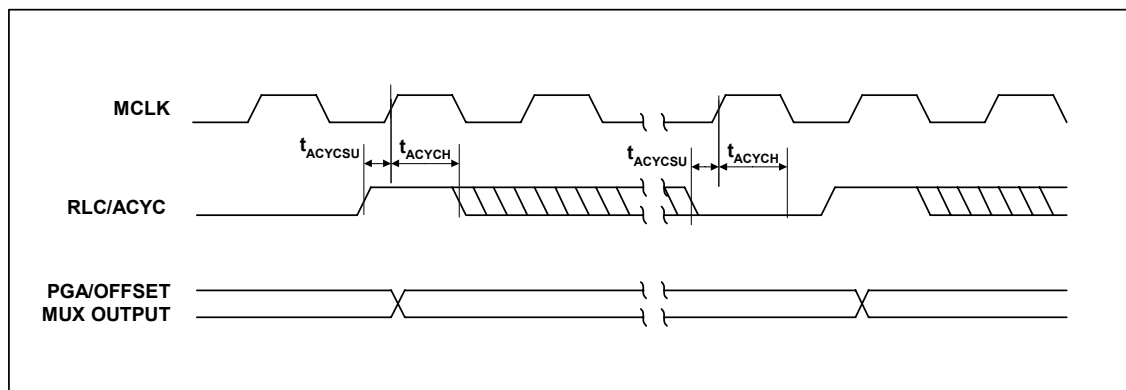 MCLK
tACYCSU tACYCH tACYCSU tACYCH
RLC/ACYC
PGA/OFFSET
MUX OUTPUT